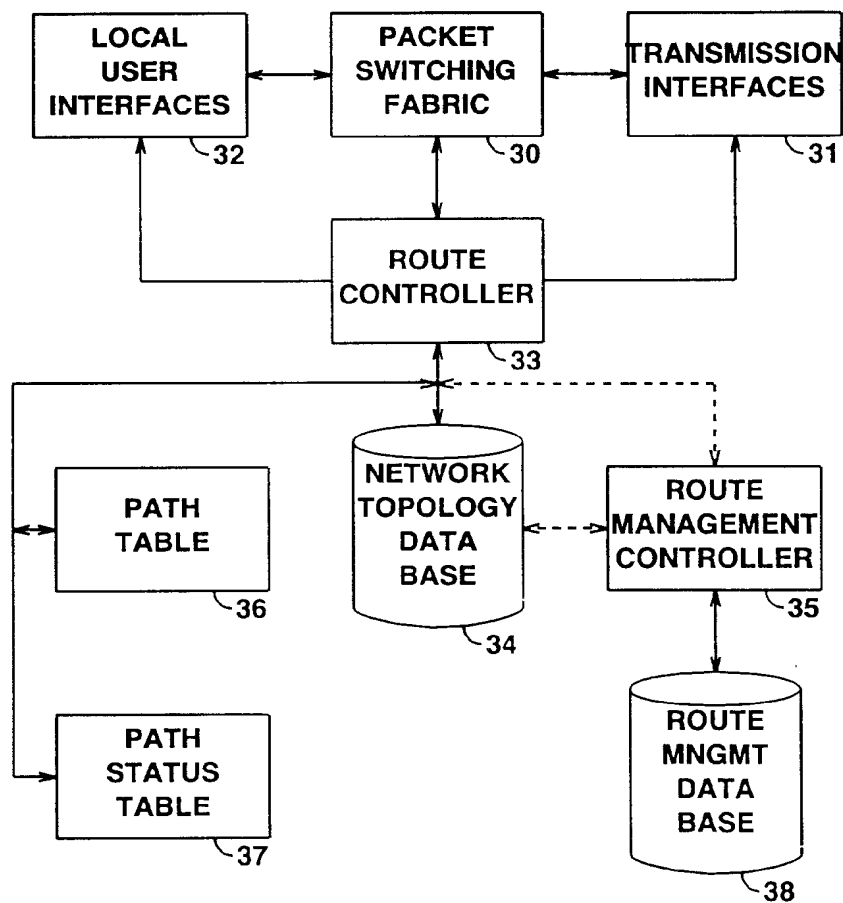 LOCAL
USER
INTERFACES
32
PACKET
SWITCHING
FABRIC
30
TRANSMISSION
INTERFACES
31
ROUTE
CONTROLLER
33
PATH
TABLE
36
NETWORK
TOPOLOGY
DATA
BASE
34
ROUTE
MANAGEMENT
CONTROLLER
35
PATH
STATUS
TABLE
37
ROUTE
MNGMT
DATA
BASE
38